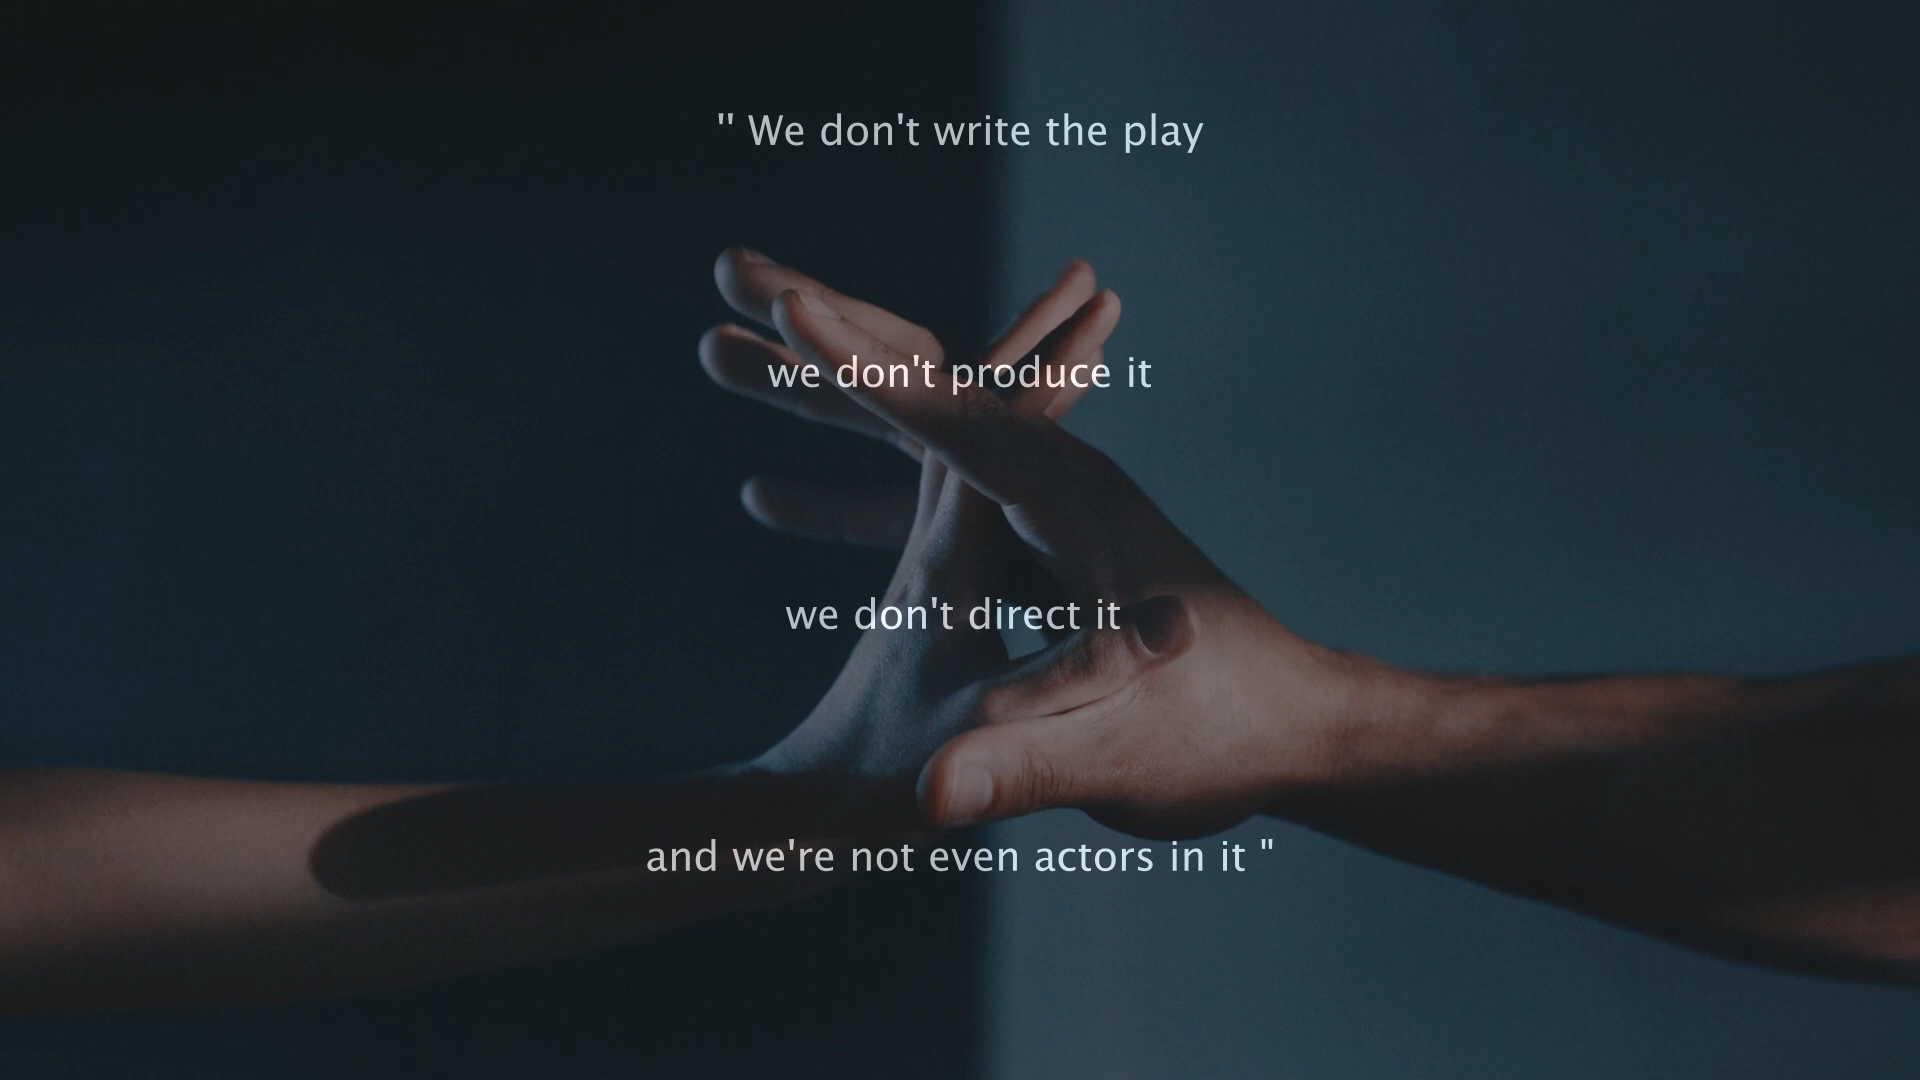 " We don't write the play
we don't produce it
we don't direct it
and we're not even actors in it "